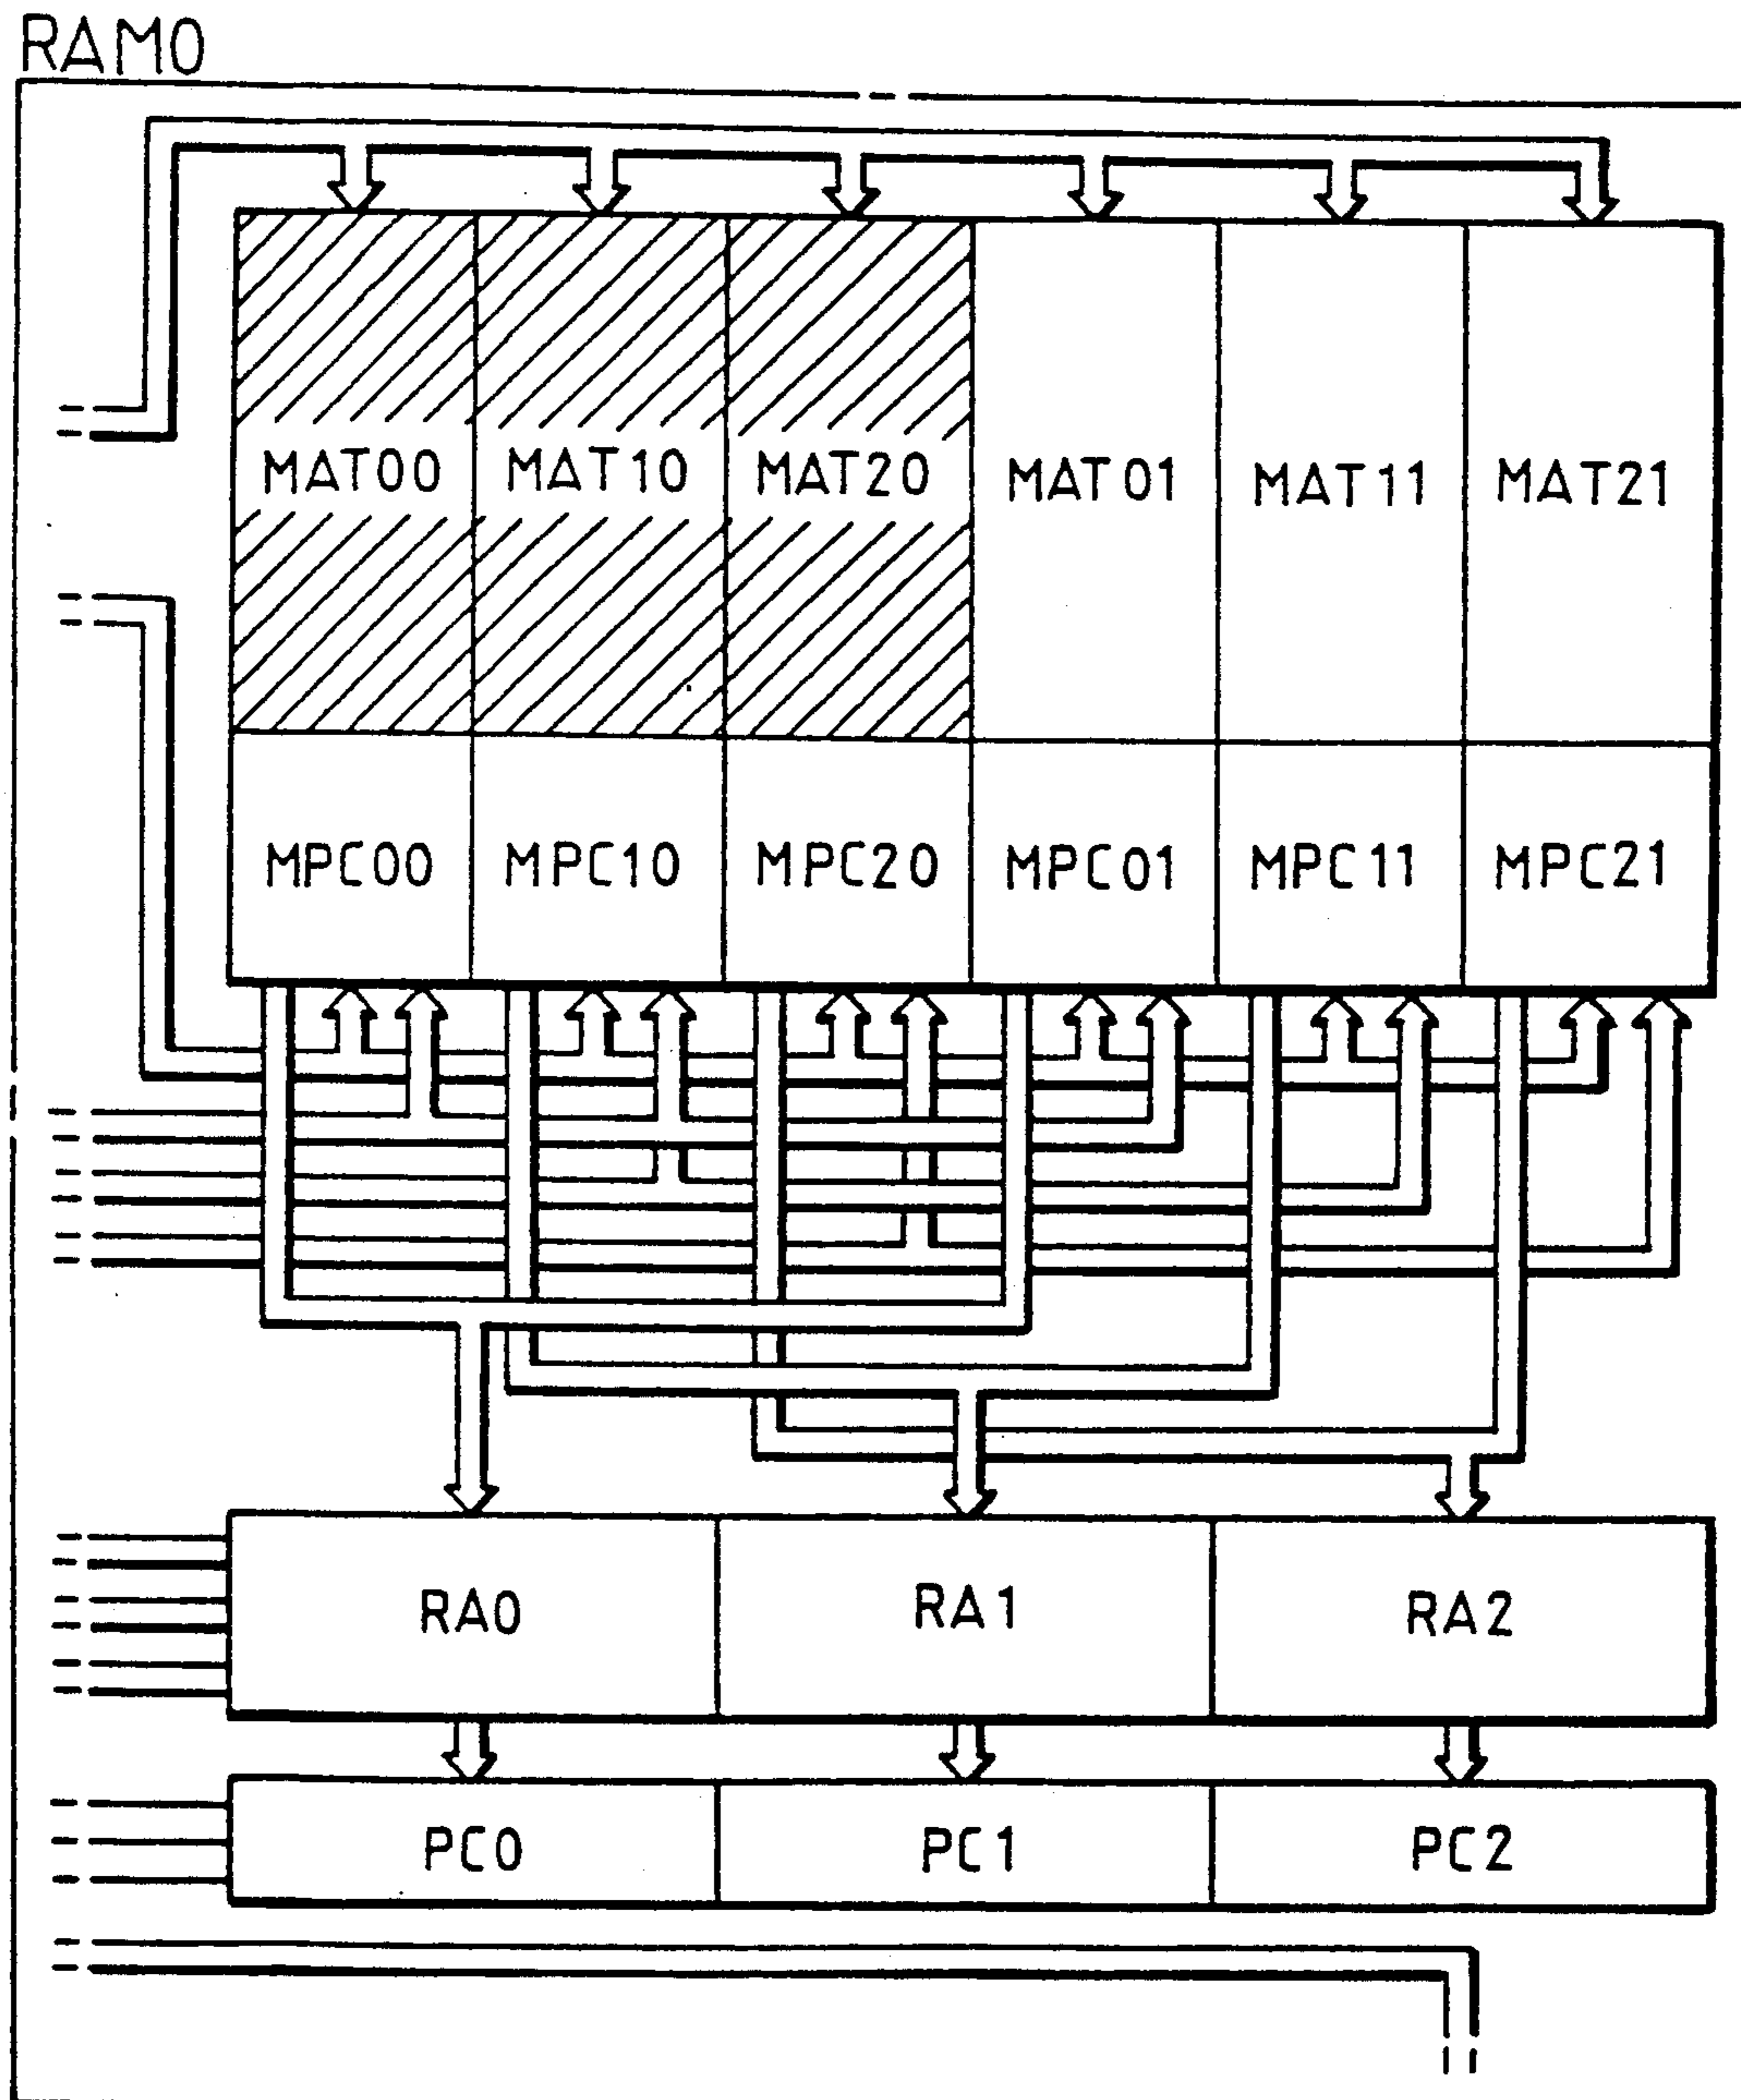 RAM0
MAT00 MAT10 MAT20 MAT01 MAT11 MAT21
MPC00 MPC10 MPC20 MPC01 MPC11 MPC21
RA0 RA1 RA2
PC0 PC1 PC2